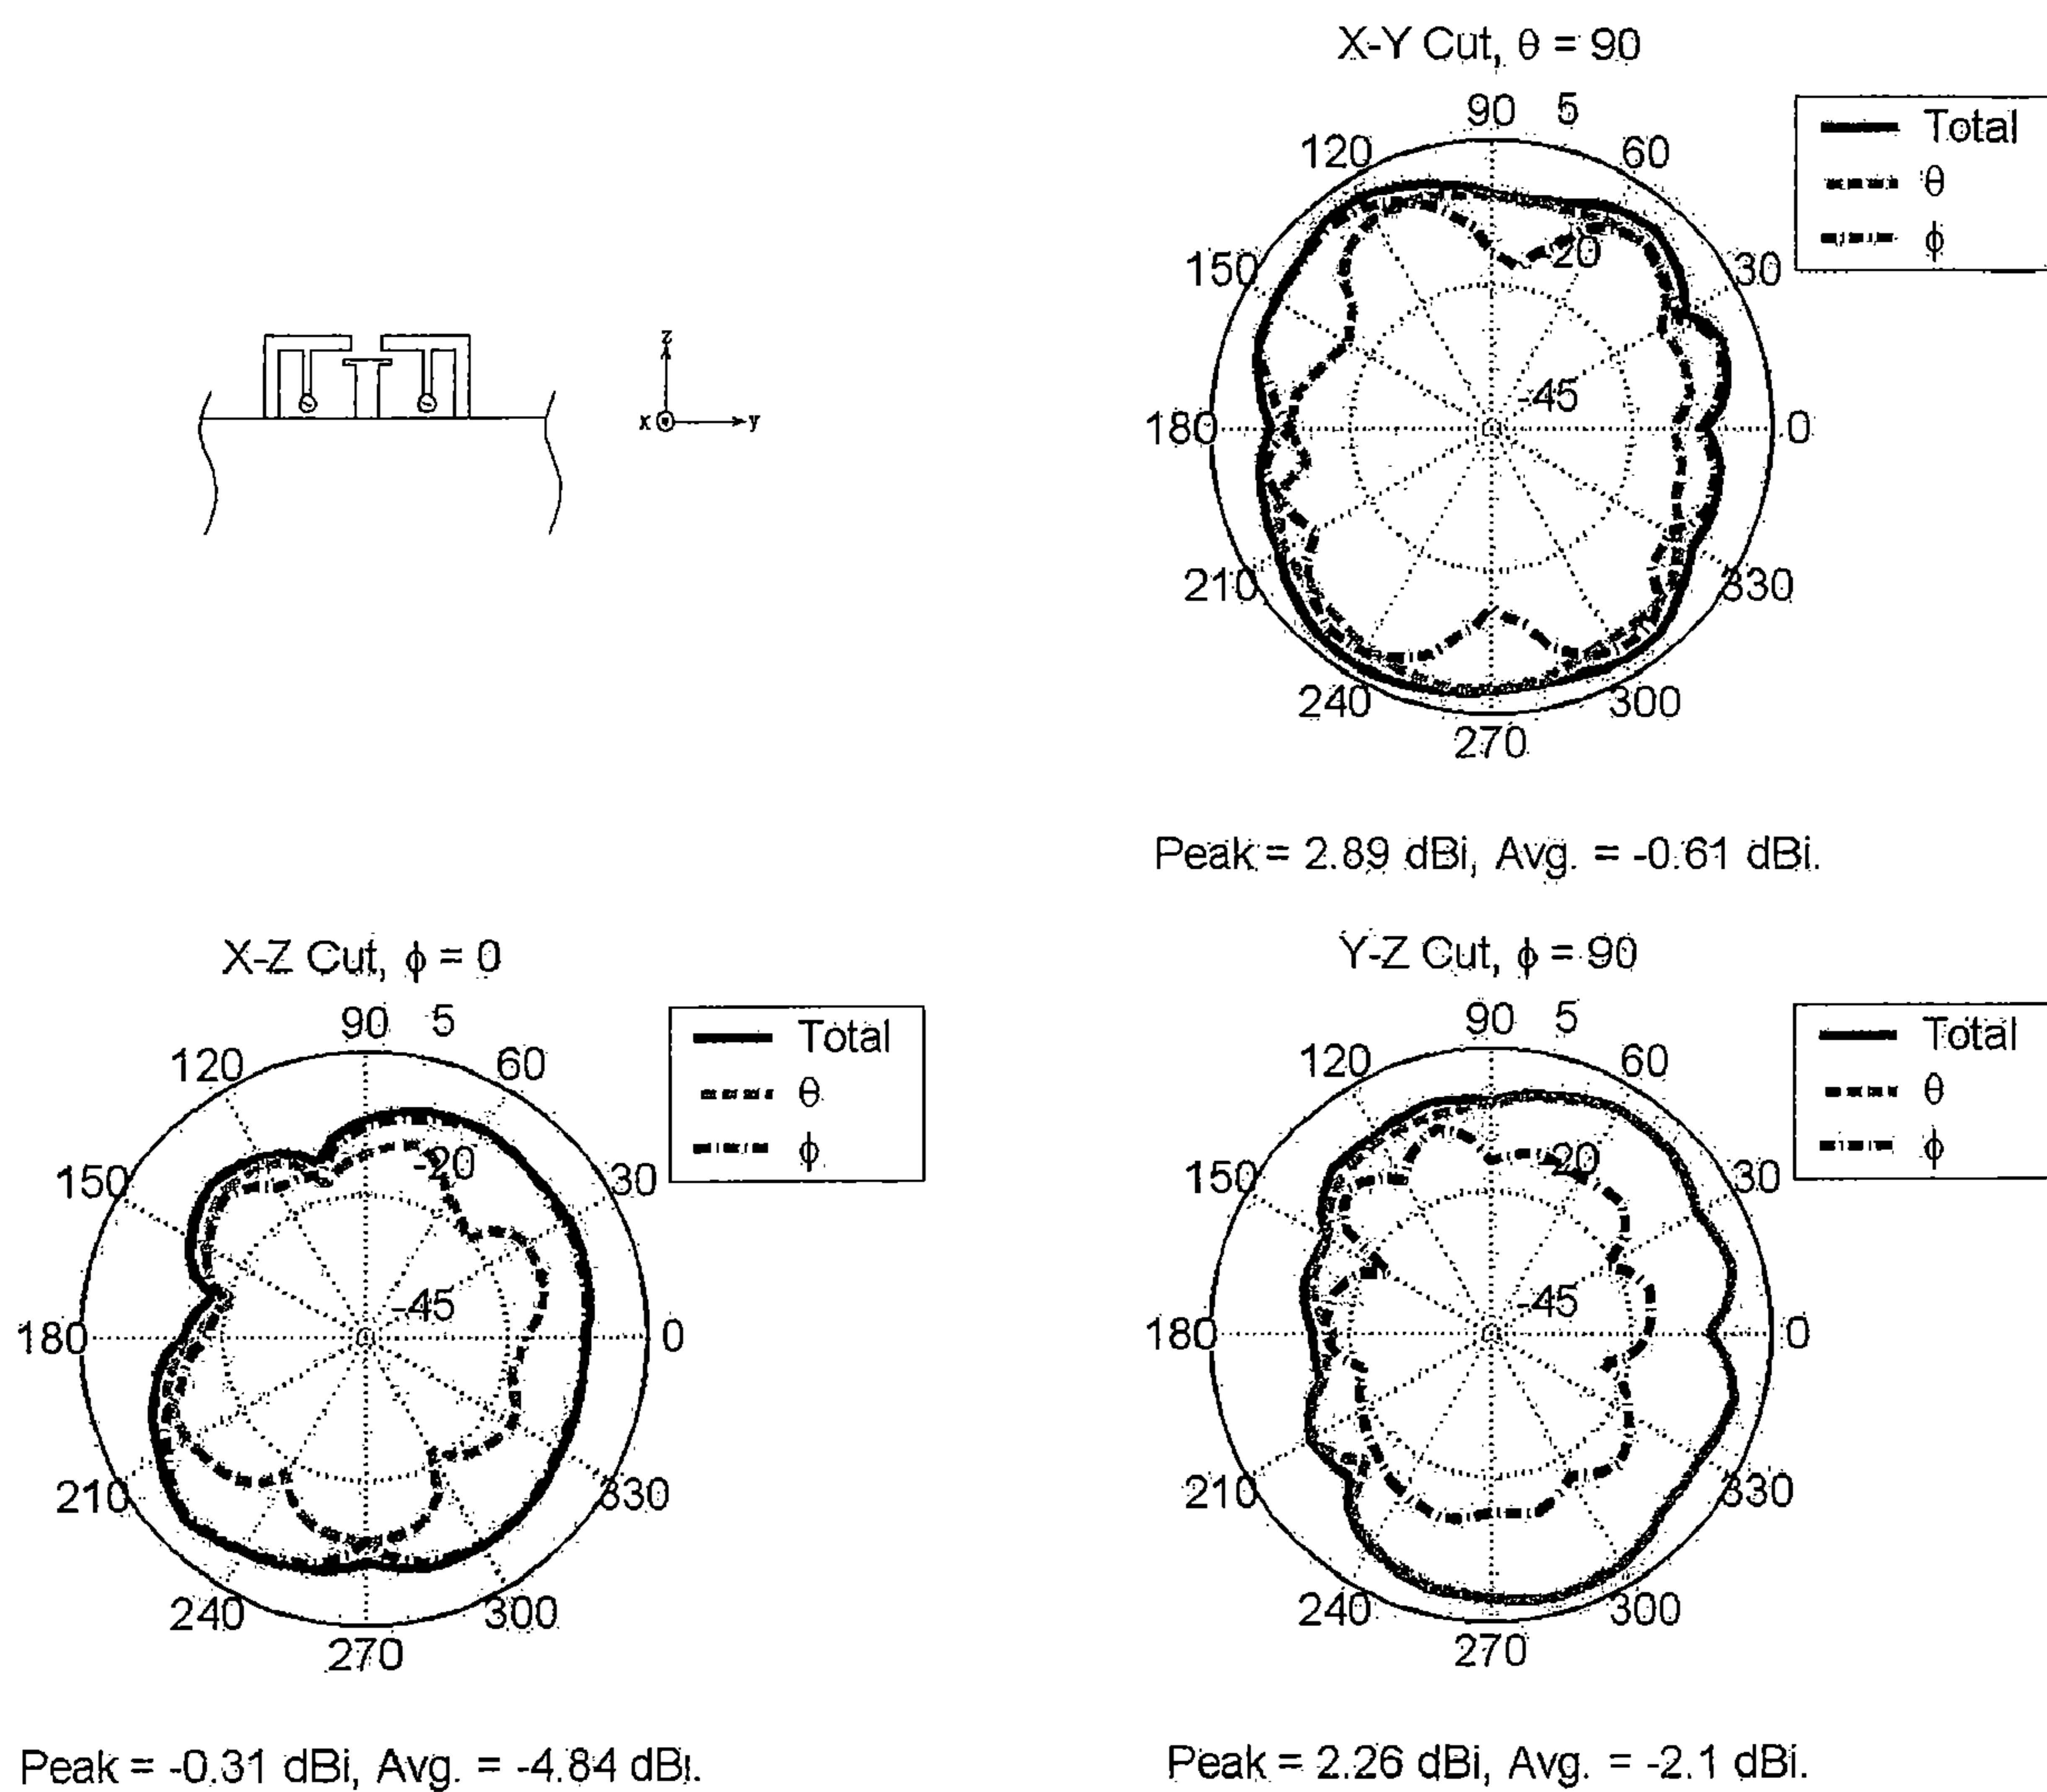 X-Y Cut, θ = 90
90 5
120 60
150 30
180 0
210 330
240 300
270
-20
-45
Total
θ
ϕ
Peak = 2.89 dBi, Avg. = -0.61 dBi.
z
x y
X-Z Cut, ϕ = 0
90 5
120 60
150 30
180 0
210 330
240 300
270
-20
-45
Total
θ
ϕ
Peak = -0.31 dBi, Avg. = -4.84 dBi.
Y-Z Cut, ϕ = 90
90 5
120 60
150 30
180 0
210 330
240 300
270
-20
-45
Total
θ
ϕ
Peak = 2.26 dBi, Avg. = -2.1 dBi.